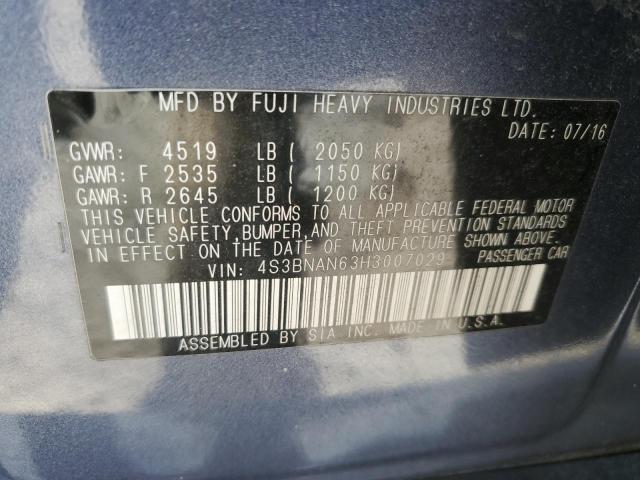 MFD BY FUJI HEAVY INDUSTRIES LTD.
DATE: 07/16
GVWR: 4519 LB ( 2050 KG)
GAWR: F 2535 LB ( 1150 KG)
GAWR: R 2645 LB ( 1200 KG)
THIS VEHICLE CONFORMS TO ALL APPLICABLE FEDERAL MOTOR
VEHICLE SAFETY, BUMPER, AND THEFT PREVENTION STANDARDS
IN EFFECT ON THE DATE OF MANUFACTURE SHOWN ABOVE.
VIN: 4S3BNAN63H3007029 PASSENGER CAR
ASSEMBLED BY SIA INC. MADE IN U.S.A.